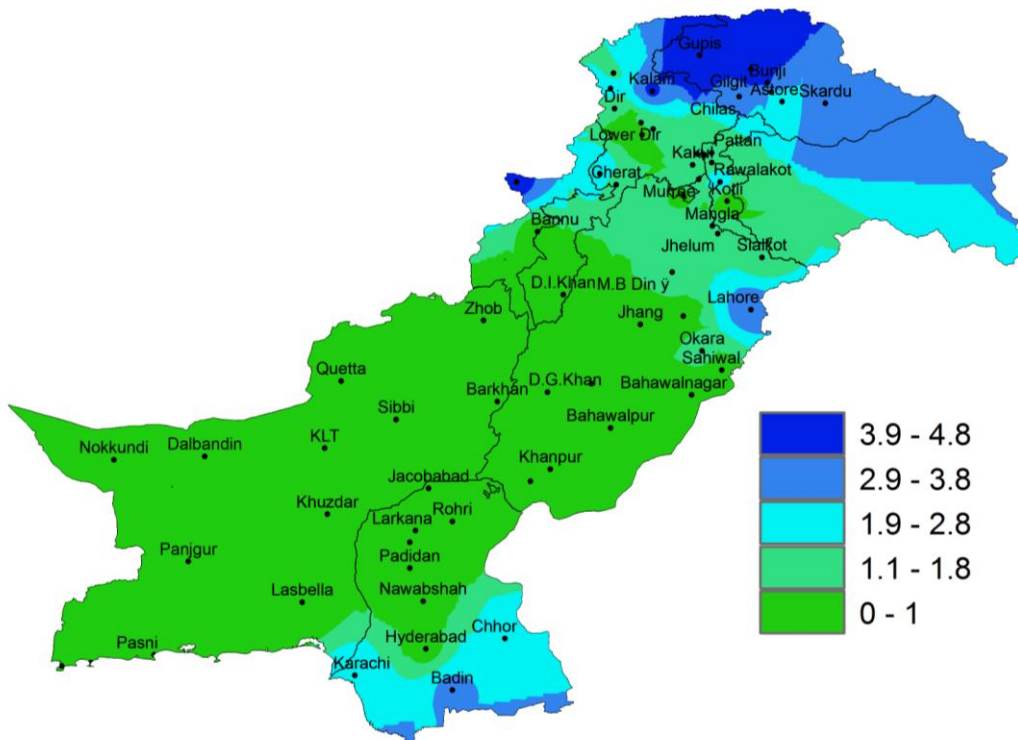 Gupis
Bunji
Kalam
Gilgit
Astore
Skardu
Dir
Chilas
Lower Dir
Pattan
Kakul
Rawalakot
Cherat
Murree
Kotli
Bannu
Mangla
Jhelum
Sialkot
D.I.Khan
M.B Din ÿ
Lahore
Zhob
Jhang
Okara
Sahiwal
Quetta
D.G.Khan
Bahawalnagar
Barkhan
Sibbi
Bahawalpur
Nokkundi
Dalbandin
KLT
Khanpur
Jacobabad
Khuzdar
Rohri
Larkana
Panjgur
Padidan
Lasbella
Nawabshah
Pasni
Hyderabad
Chhor
Karachi
Badin
3.9 - 4.8
2.9 - 3.8
1.9 - 2.8
1.1 - 1.8
0 - 1